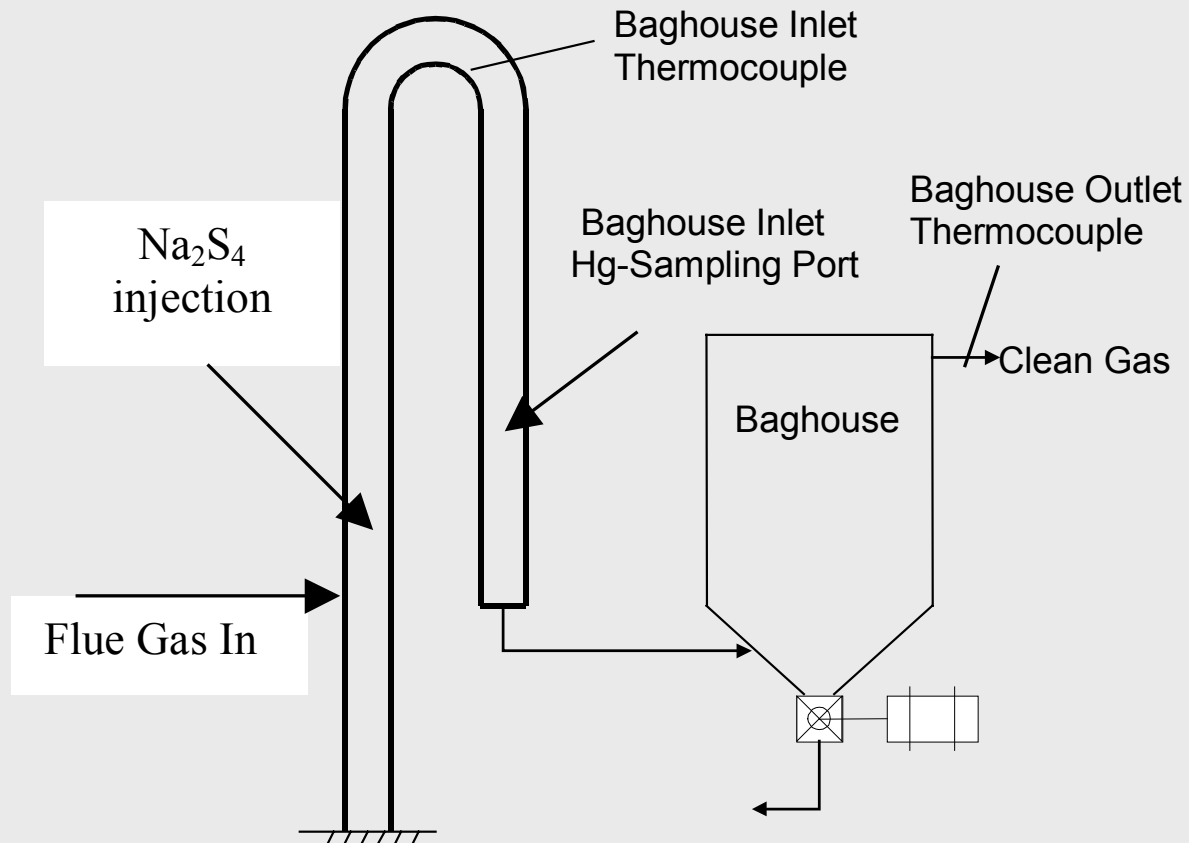 Baghouse Inlet
Thermocouple
Na₂S₄
injection
Baghouse Inlet
Hg-Sampling Port
Baghouse Outlet
Thermocouple
Clean Gas
Baghouse
Flue Gas In